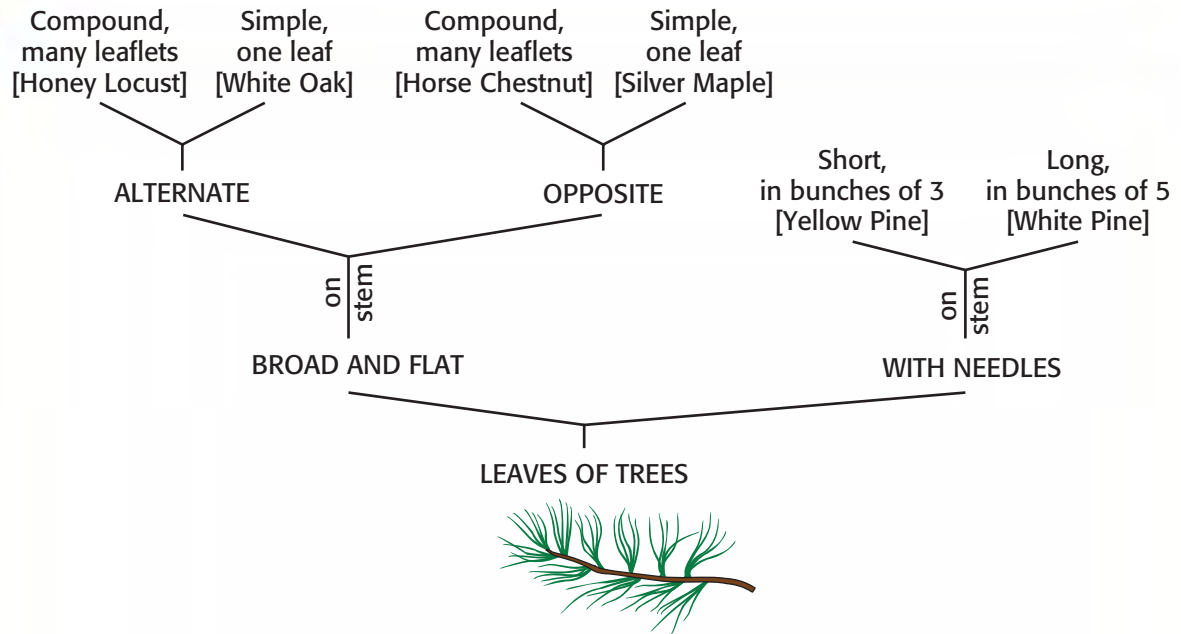 Compound,
many leaflets
[Honey Locust]
Simple,
one leaf
[White Oak]
Compound,
many leaflets
[Horse Chestnut]
Simple,
one leaf
[Silver Maple]
Short,
in bunches of 3
[Yellow Pine]
Long,
in bunches of 5
[White Pine]
ALTERNATE
OPPOSITE
on
stem
on
stem
BROAD AND FLAT
WITH NEEDLES
LEAVES OF TREES